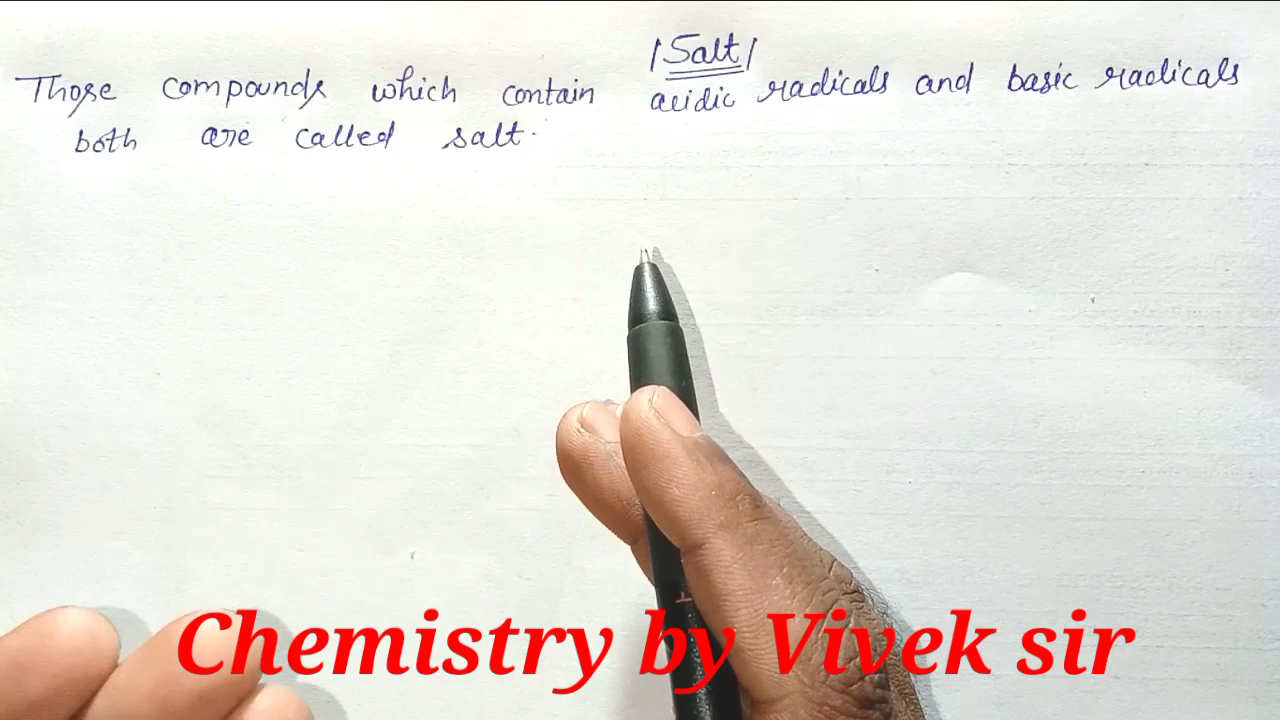 |Salt|
Those compounds which contain acidic radicals and basic radicals
both are called salt.
Chemistry by Vivek sir